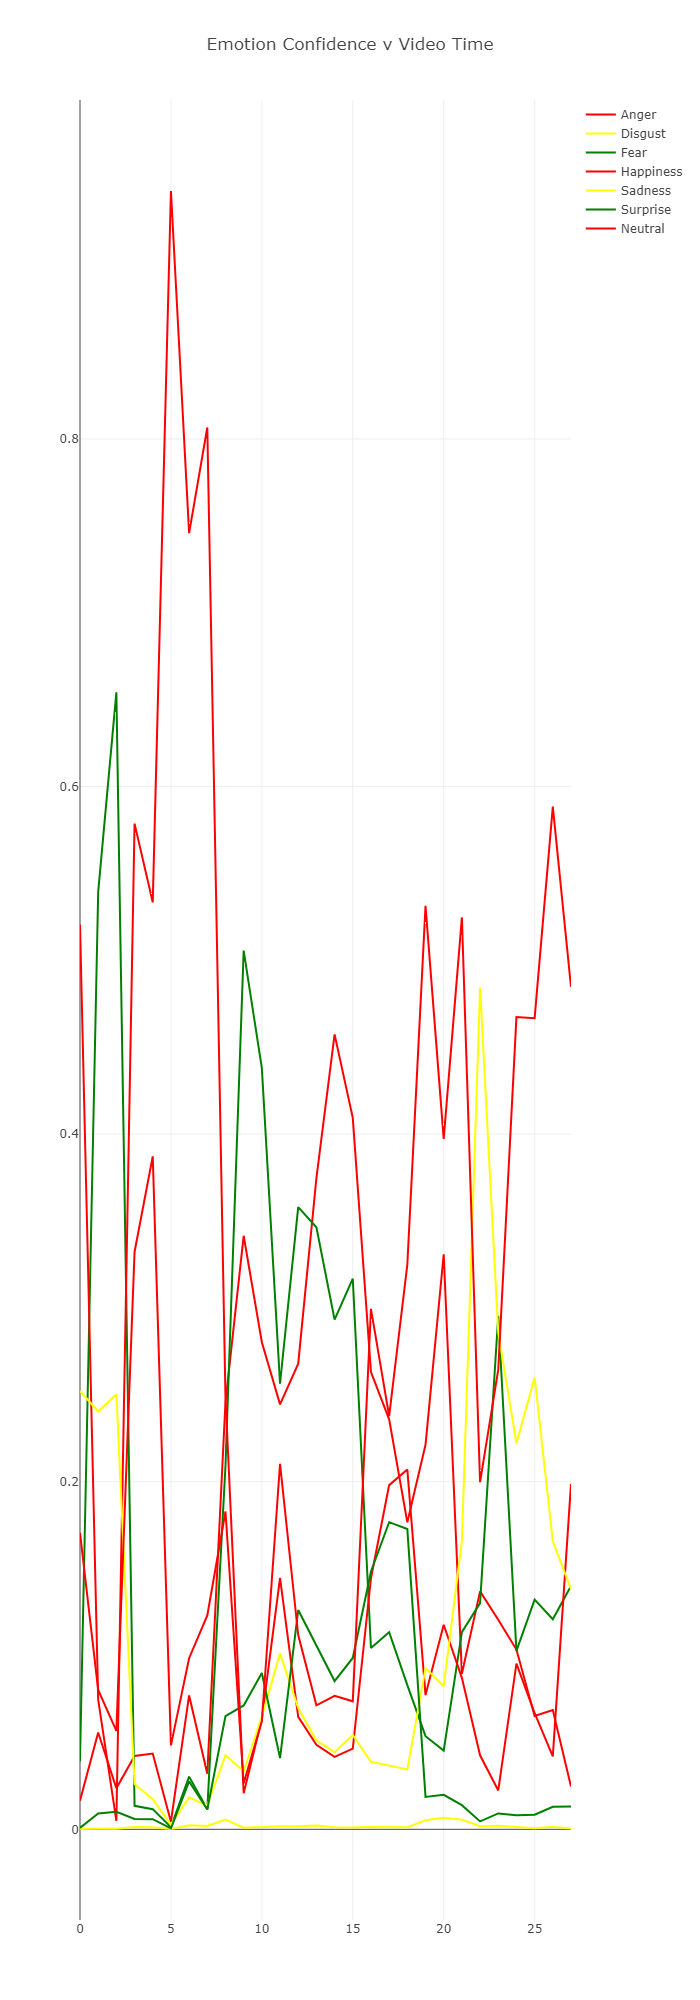 Emotion Confidence v Video Time
Anger
Disgust
Fear
Happiness
Sadness
Surprise
Neutral
0.8
0.6
0.4
0.2
0
0 5 10 15 20 25